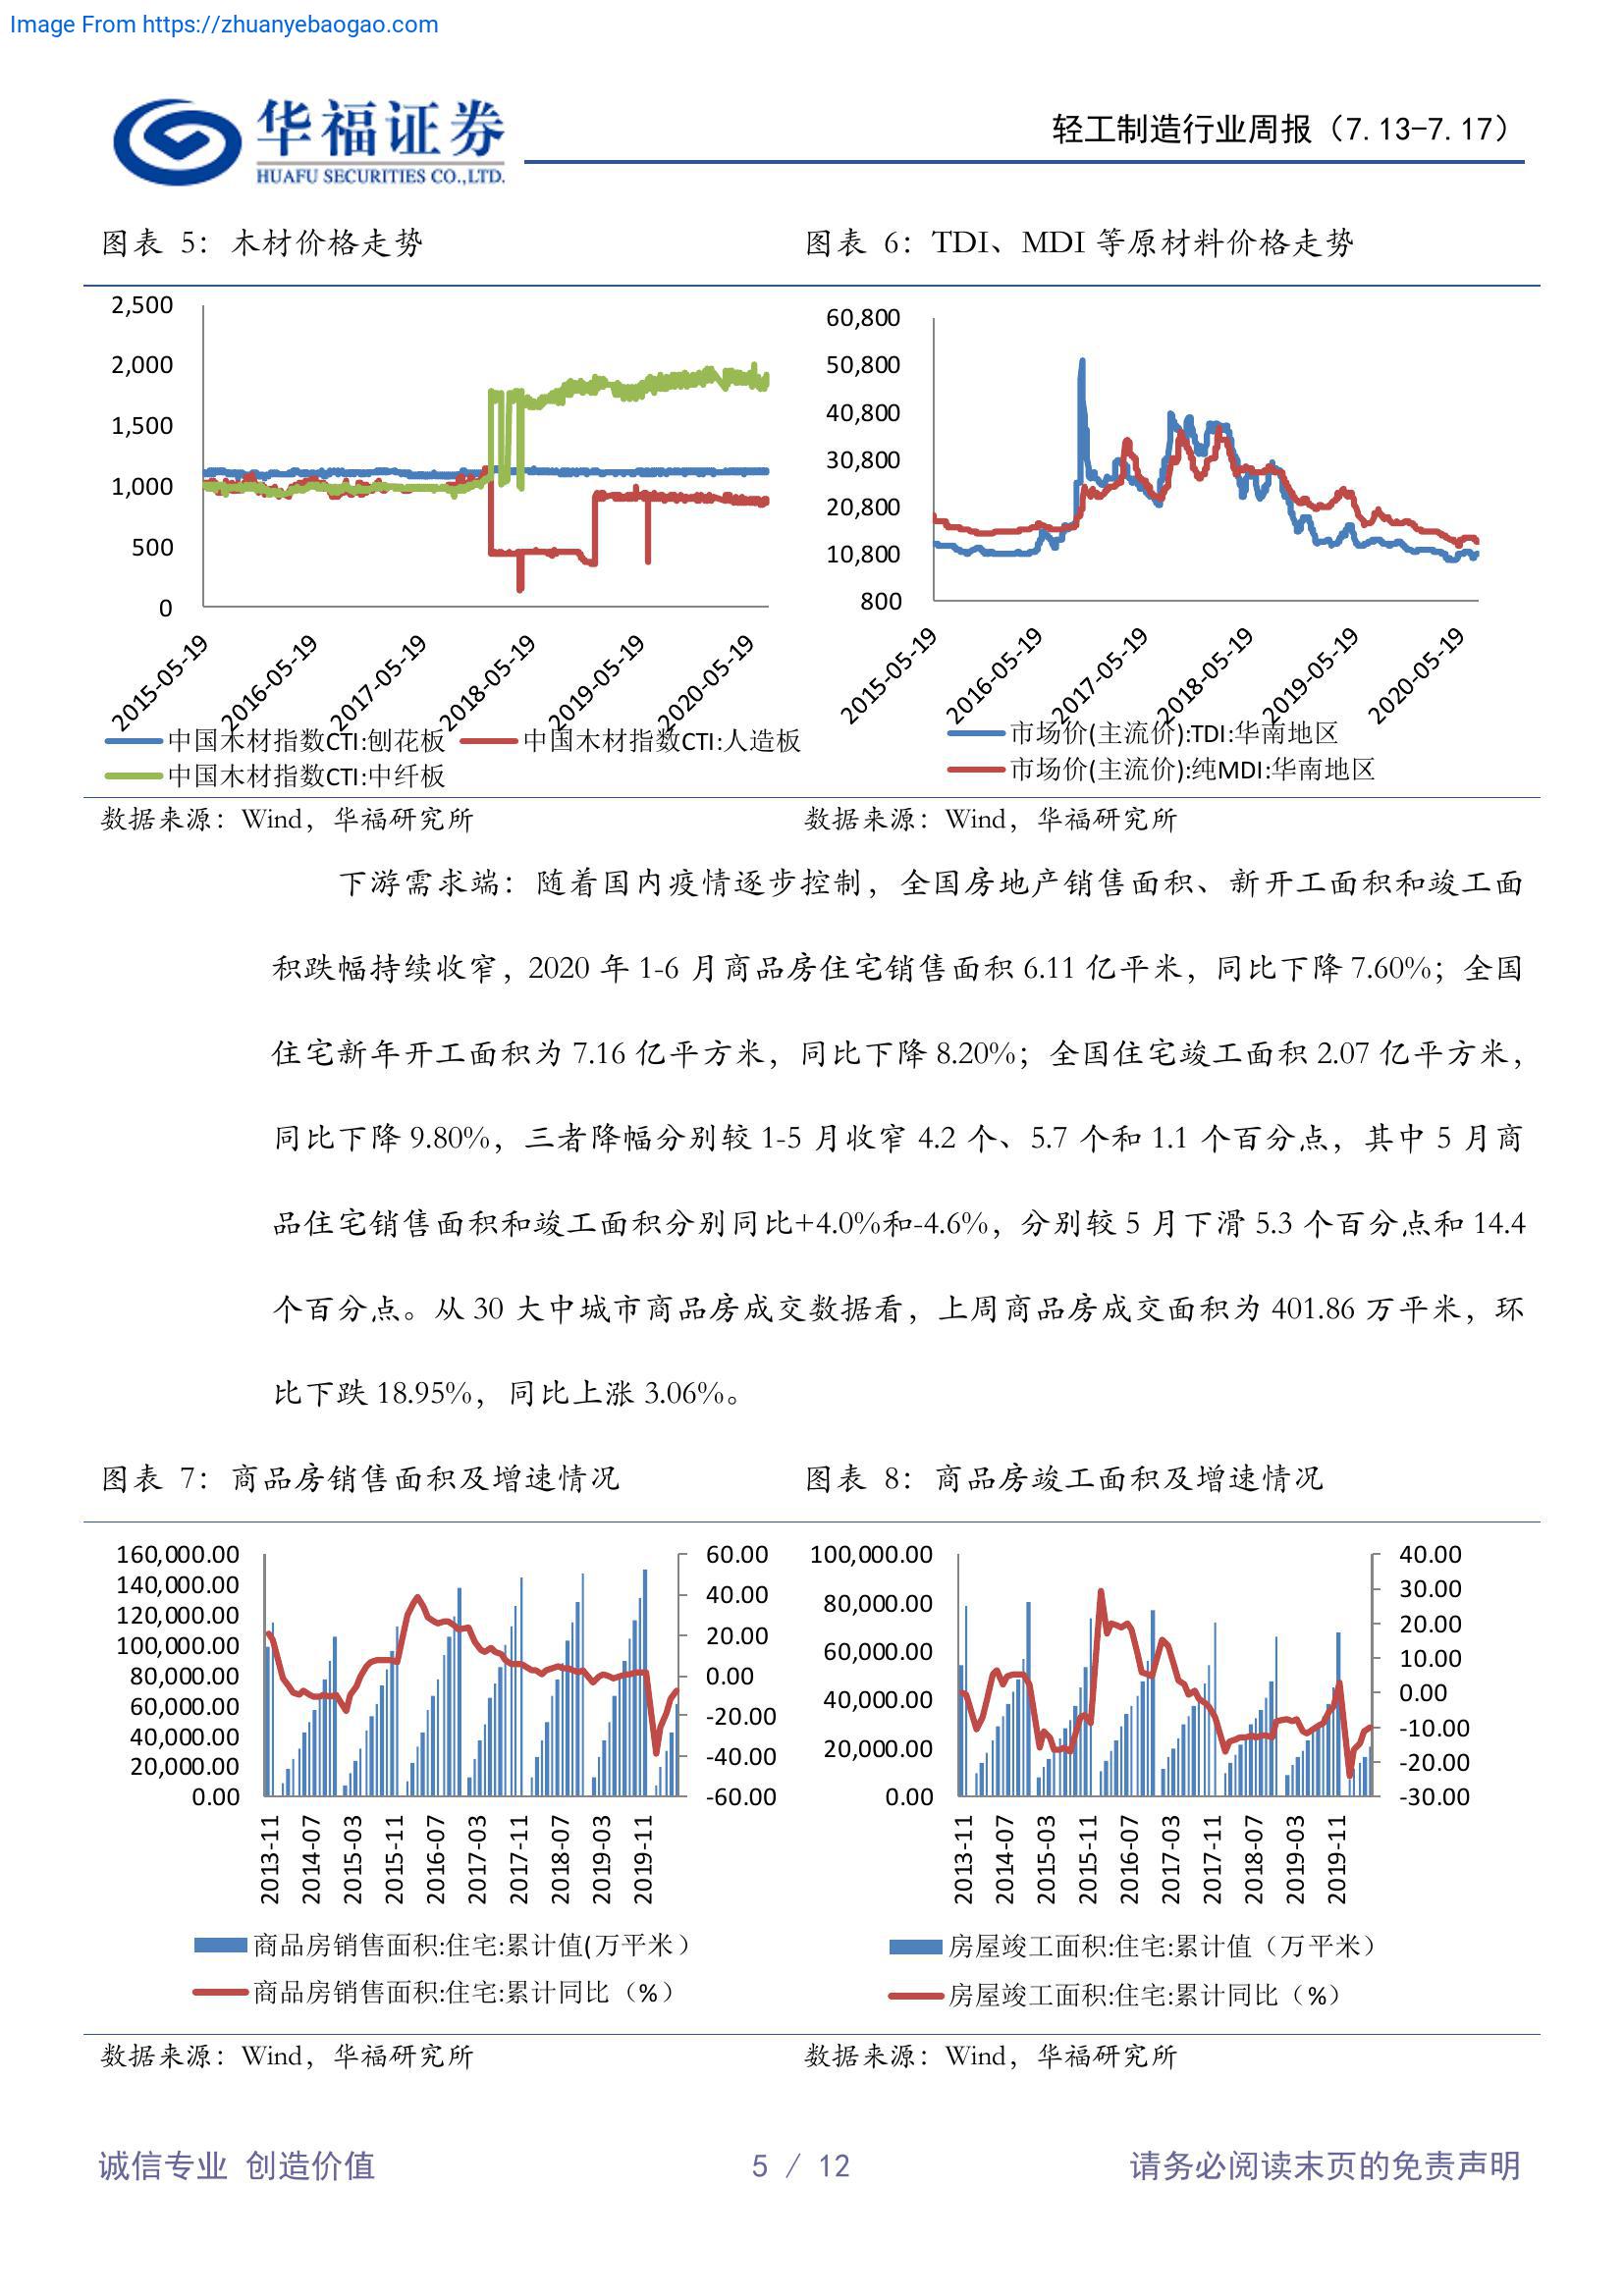 Image From https://zhuanyebaogao.com
华福证券
HUAFU SECURITIES CO.,LTD.
轻工制造行业周报（7.13-7.17）
图表 5：木材价格走势
图表 6：TDI、MDI 等原材料价格走势
2,500
2,000
1,500
1,000
500
0
2015-05-19
2016-05-19
2017-05-19
2018-05-19
2019-05-19
2020-05-19
中国木材指数CTI:刨花板
中国木材指数CTI:人造板
中国木材指数CTI:中纤板
60,800
50,800
40,800
30,800
20,800
10,800
800
2015-05-19
2016-05-19
2017-05-19
2018-05-19
2019-05-19
2020-05-19
市场价(主流价):TDI:华南地区
市场价(主流价):纯MDI:华南地区
数据来源：Wind，华福研究所
数据来源：Wind，华福研究所
下游需求端：随着国内疫情逐步控制，全国房地产销售面积、新开工面积和竣工面
积跌幅持续收窄，2020 年 1-6 月商品房住宅销售面积 6.11 亿平米，同比下降 7.60%；全国
住宅新年开工面积为 7.16 亿平方米，同比下降 8.20%；全国住宅竣工面积 2.07 亿平方米，
同比下降 9.80%，三者降幅分别较 1-5 月收窄 4.2 个、5.7 个和 1.1 个百分点，其中 5 月商
品住宅销售面积和竣工面积分别同比+4.0%和-4.6%，分别较 5 月下滑 5.3 个百分点和 14.4
个百分点。从 30 大中城市商品房成交数据看，上周商品房成交面积为 401.86 万平米，环
比下跌 18.95%，同比上涨 3.06%。
图表 7：商品房销售面积及增速情况
图表 8：商品房竣工面积及增速情况
160,000.00
140,000.00
120,000.00
100,000.00
80,000.00
60,000.00
40,000.00
20,000.00
0.00
60.00
40.00
20.00
0.00
-20.00
-40.00
-60.00
2013-11
2014-07
2015-03
2015-11
2016-07
2017-03
2017-11
2018-07
2019-03
2019-11
商品房销售面积:住宅:累计值(万平米）
商品房销售面积:住宅:累计同比（%）
100,000.00
80,000.00
60,000.00
40,000.00
20,000.00
0.00
40.00
30.00
20.00
10.00
0.00
-10.00
-20.00
-30.00
2013-11
2014-07
2015-03
2015-11
2016-07
2017-03
2017-11
2018-07
2019-03
2019-11
房屋竣工面积:住宅:累计值（万平米）
房屋竣工面积:住宅:累计同比（%）
数据来源：Wind，华福研究所
数据来源：Wind，华福研究所
诚信专业 创造价值
5 / 12
请务必阅读末页的免责声明